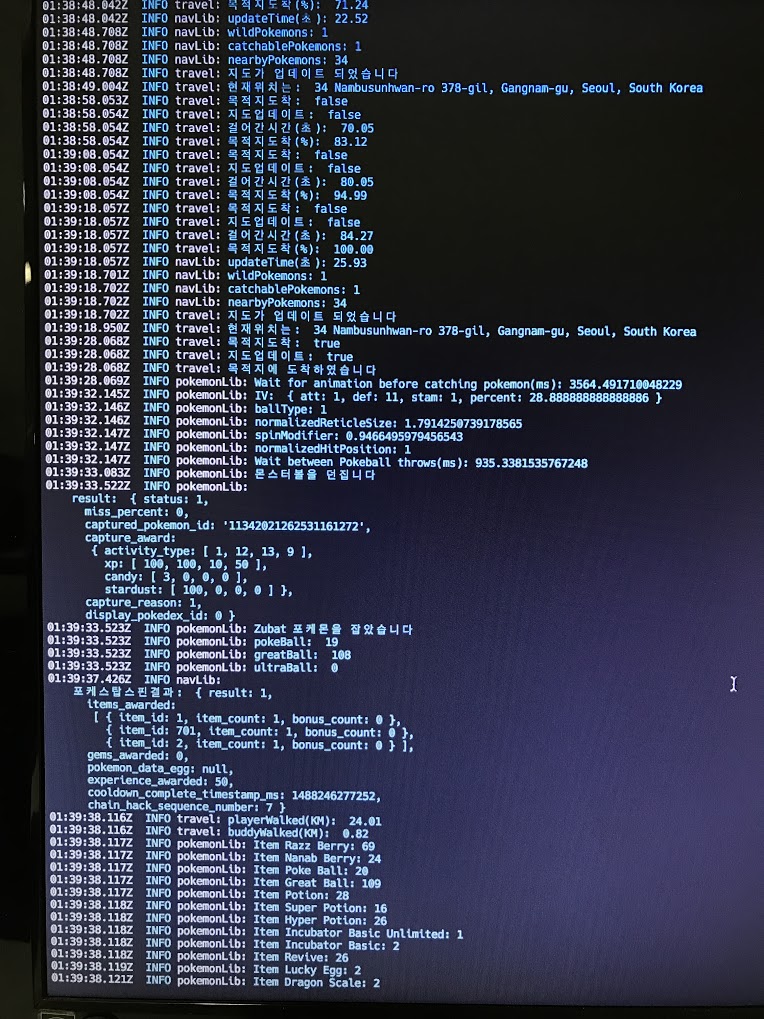 01:38:48.042Z  INFO travel: 목적지도착(%):  71.24
01:38:48.042Z  INFO navLib: updateTime(초): 22.52
01:38:48.708Z  INFO navLib: wildPokemons: 1
01:38:48.708Z  INFO navLib: catchablePokemons: 1
01:38:48.708Z  INFO navLib: nearbyPokemons: 34
01:38:48.708Z  INFO travel: 지도가 업데이트 되었습니다
01:38:49.004Z  INFO travel: 현재위치는:  34 Nambusunhwan-ro 378-gil, Gangnam-gu, Seoul, South Korea
01:38:58.053Z  INFO travel: 목적지도착:  false
01:38:58.054Z  INFO travel: 지도업데이트:  false
01:38:58.054Z  INFO travel: 걸어간시간(초):  70.05
01:38:58.054Z  INFO travel: 목적지도착(%):  83.12
01:39:08.054Z  INFO travel: 목적지도착:  false
01:39:08.054Z  INFO travel: 지도업데이트:  false
01:39:08.054Z  INFO travel: 걸어간시간(초):  80.05
01:39:08.054Z  INFO travel: 목적지도착(%):  94.99
01:39:18.057Z  INFO travel: 목적지도착:  false
01:39:18.057Z  INFO travel: 지도업데이트:  false
01:39:18.057Z  INFO travel: 걸어간시간(초):  84.27
01:39:18.057Z  INFO travel: 목적지도착(%):  100.00
01:39:18.057Z  INFO navLib: updateTime(초): 25.93
01:39:18.701Z  INFO navLib: wildPokemons: 1
01:39:18.702Z  INFO navLib: catchablePokemons: 1
01:39:18.702Z  INFO navLib: nearbyPokemons: 34
01:39:18.702Z  INFO travel: 지도가 업데이트 되었습니다
01:39:18.950Z  INFO travel: 현재위치는:  34 Nambusunhwan-ro 378-gil, Gangnam-gu, Seoul, South Korea
01:39:28.068Z  INFO travel: 목적지도착:  true
01:39:28.068Z  INFO travel: 지도업데이트:  true
01:39:28.068Z  INFO travel: 목적지에 도착하였습니다
01:39:28.069Z  INFO pokemonLib: Wait for animation before catching pokemon(ms): 3564.491710048229
01:39:32.145Z  INFO pokemonLib: IV:  { att: 1, def: 11, stam: 1, percent: 28.888888888888886 }
01:39:32.146Z  INFO pokemonLib: ballType: 1
01:39:32.146Z  INFO pokemonLib: normalizedReticleSize: 1.7914250739178565
01:39:32.147Z  INFO pokemonLib: spinModifier: 0.9466495979456543
01:39:32.147Z  INFO pokemonLib: normalizedHitPosition: 1
01:39:32.147Z  INFO pokemonLib: Wait between Pokeball throws(ms): 935.3381535767248
01:39:33.083Z  INFO pokemonLib: 몬스터볼을 던집니다
01:39:33.522Z  INFO pokemonLib:
result:  { status: 1,
miss_percent: 0,
captured_pokemon_id: '11342021262531161272',
capture_award:
{ activity_type: [ 1, 12, 13, 9 ],
xp: [ 100, 100, 10, 50 ],
candy: [ 3, 0, 0, 0 ],
stardust: [ 100, 0, 0, 0 ] },
capture_reason: 1,
display_pokedex_id: 0 }
01:39:33.523Z  INFO pokemonLib: Zubat 포케몬을 잡았습니다
01:39:33.523Z  INFO pokemonLib: pokeBall:  19
01:39:33.523Z  INFO pokemonLib: greatBall:  108
01:39:33.523Z  INFO pokemonLib: ultraBall:  0
01:39:37.426Z  INFO navLib:
포케스탑스핀결과:  { result: 1,
items_awarded:
[ { item_id: 1, item_count: 1, bonus_count: 0 },
{ item_id: 701, item_count: 1, bonus_count: 0 },
{ item_id: 2, item_count: 1, bonus_count: 0 } ],
gems_awarded: 0,
pokemon_data_egg: null,
experience_awarded: 50,
cooldown_complete_timestamp_ms: 1488246277252,
chain_hack_sequence_number: 7 }
01:39:38.116Z  INFO travel: playerWalked(KM):  24.01
01:39:38.116Z  INFO travel: buddyWalked(KM):  0.82
01:39:38.117Z  INFO pokemonLib: Item Razz Berry: 69
01:39:38.117Z  INFO pokemonLib: Item Nanab Berry: 24
01:39:38.117Z  INFO pokemonLib: Item Poke Ball: 20
01:39:38.117Z  INFO pokemonLib: Item Great Ball: 109
01:39:38.117Z  INFO pokemonLib: Item Potion: 28
01:39:38.118Z  INFO pokemonLib: Item Super Potion: 16
01:39:38.118Z  INFO pokemonLib: Item Hyper Potion: 26
01:39:38.118Z  INFO pokemonLib: Item Incubator Basic Unlimited: 1
01:39:38.118Z  INFO pokemonLib: Item Incubator Basic: 2
01:39:38.118Z  INFO pokemonLib: Item Revive: 26
01:39:38.119Z  INFO pokemonLib: Item Lucky Egg: 2
01:39:38.121Z  INFO pokemonLib: Item Dragon Scale: 2